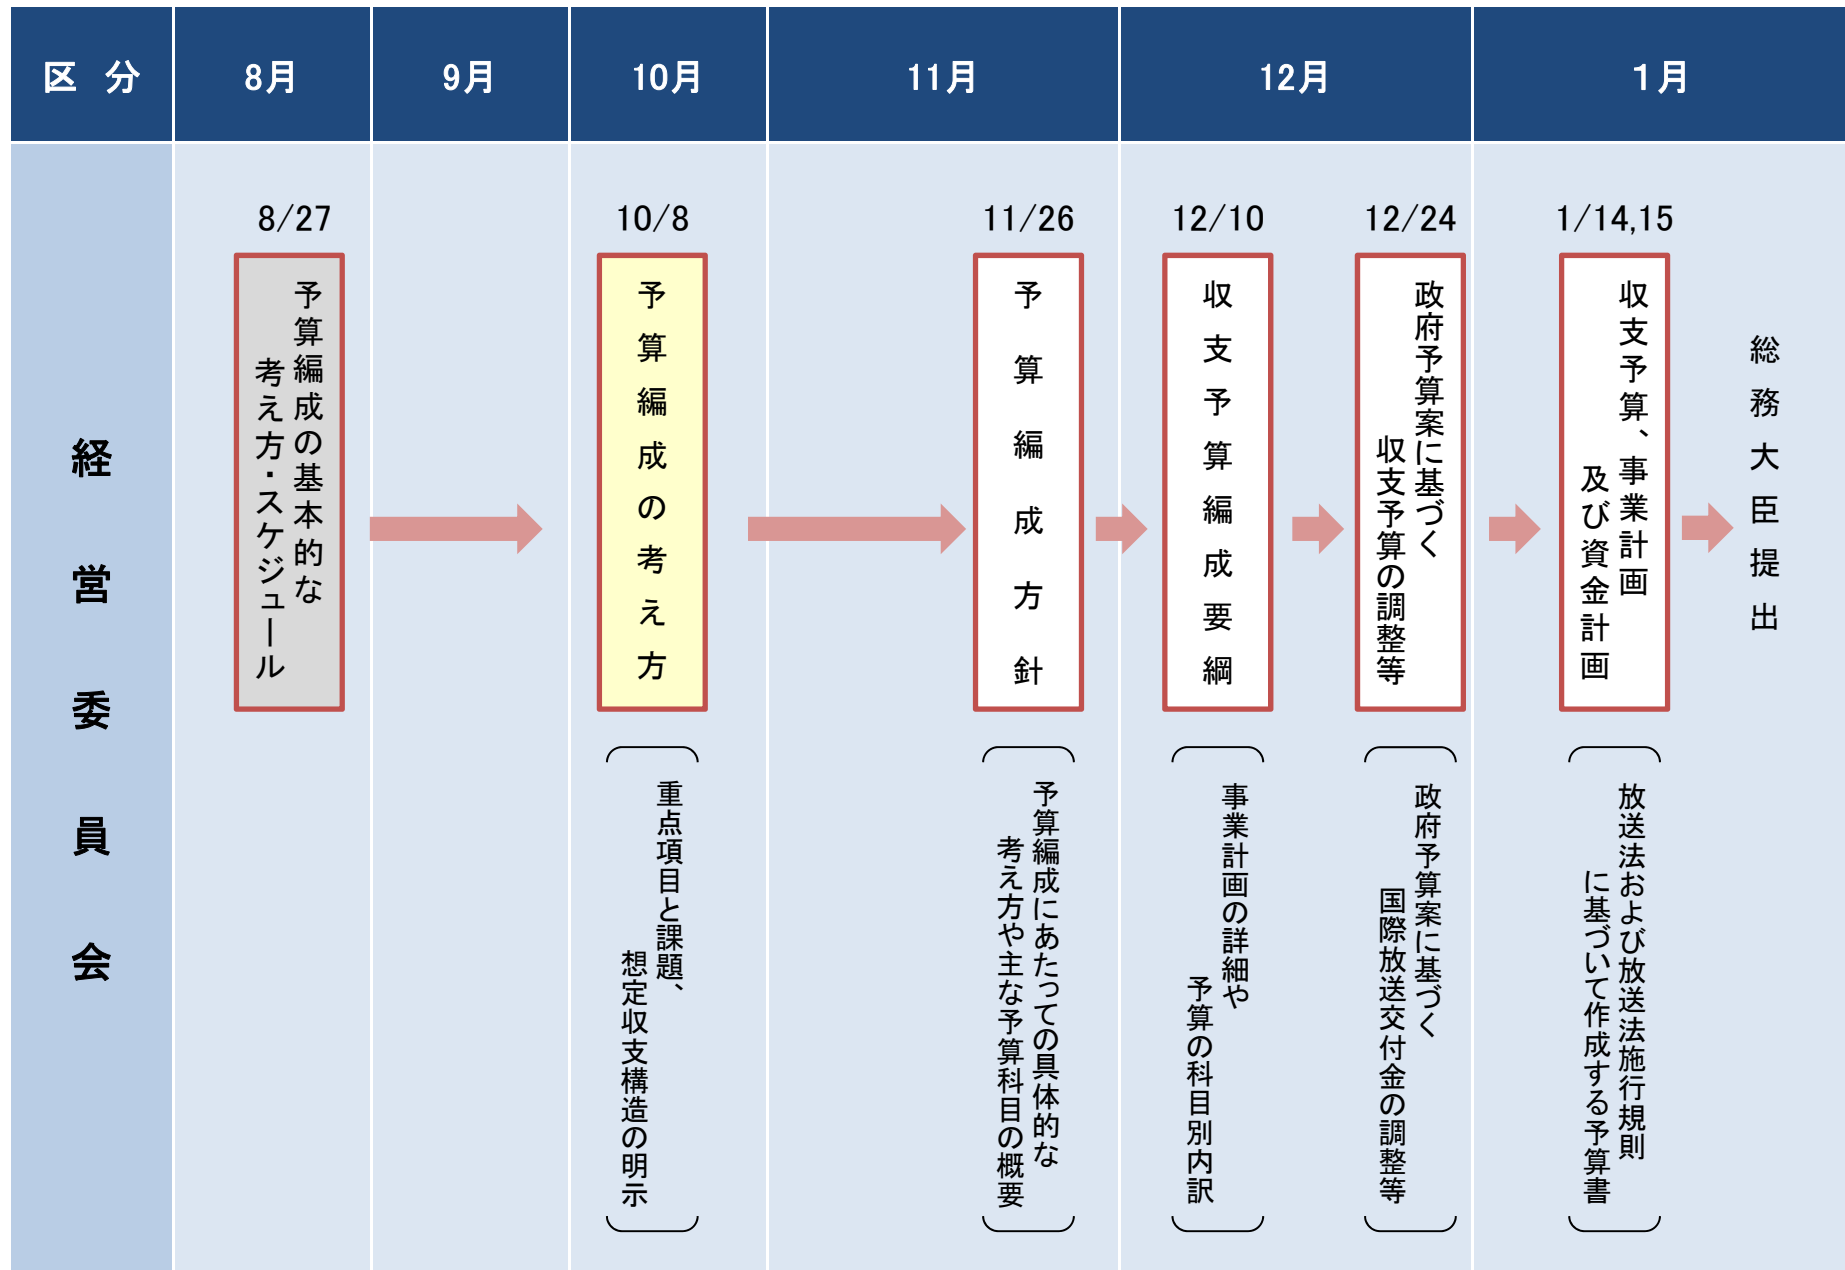 区 分
8月
9月
10月
11月
12月
1月
経営委員会
8/27
予算編成の基本的な
考え方・スケジュール
10/8
予算編成の考え方
重点項目と課題、
想定収支構造の明示
11/26
予算編成方針
予算編成にあたっての具体的な
考え方や主な予算科目の概要
12/10
収支予算編成要綱
事業計画の詳細や
予算の科目別内訳
12/24
政府予算案に基づく
収支予算の調整等
政府予算案に基づく
国際放送交付金の調整等
1/14,15
収支予算、事業計画
及び資金計画
放送法および放送法施行規則
に基づいて作成する予算書
総務大臣提出